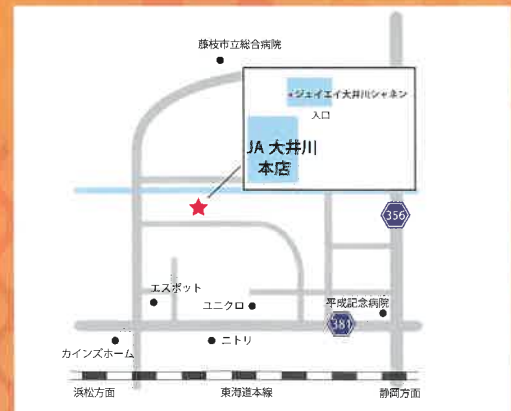 藤枝市立総合病院
ジェイエイ大井川シャネン
入口
JA 大井川
本店
356
エスポット
ユニクロ
平成記念病院
381
ニトリ
カインズホーム
浜松方面
東海道本線
静岡方面